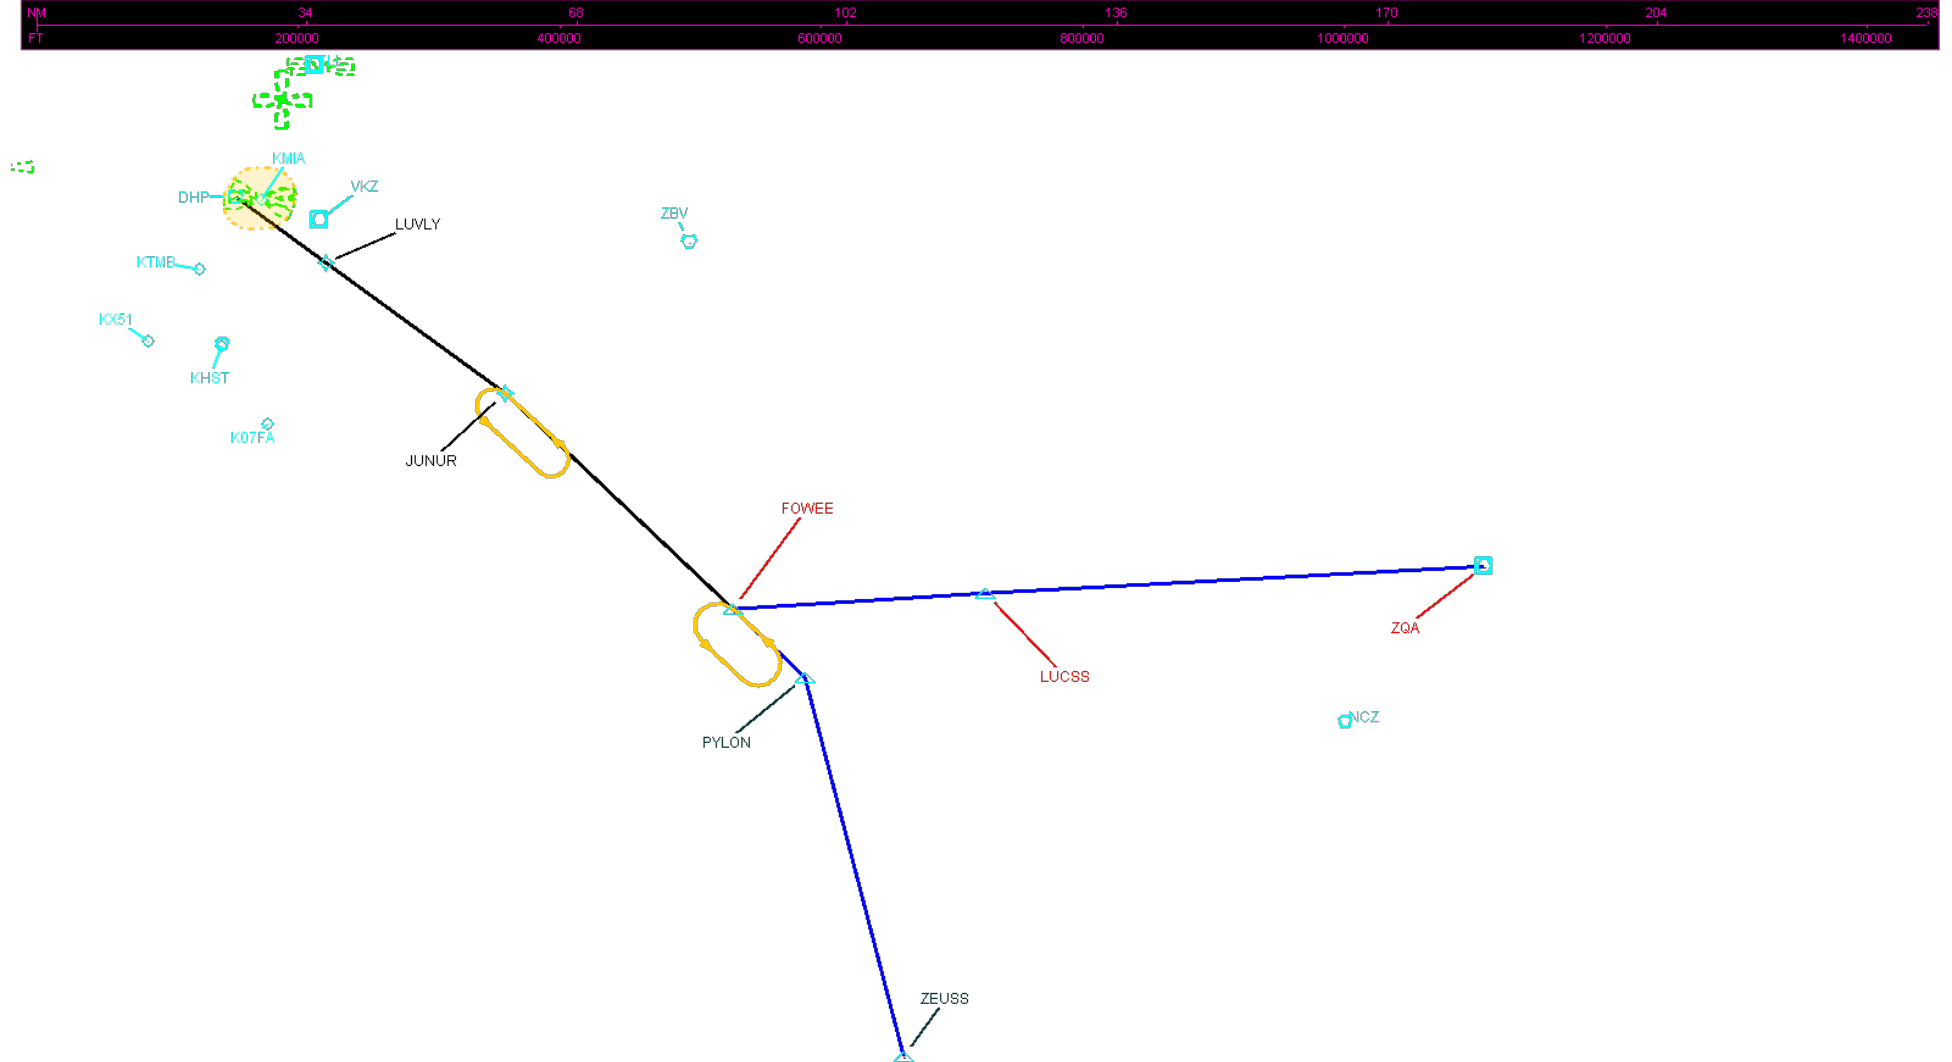 NM 34 68 102 136 170 204 238
FT 200000 400000 600000 800000 1000000 1200000 1400000
KMIA
DHP
VKZ
ZBV
LUVLY
KTMB
KX51
KHST
K07FA
JUNUR
FOWEE
ZQA
LUCSS
NCZ
PYLON
ZEUSS